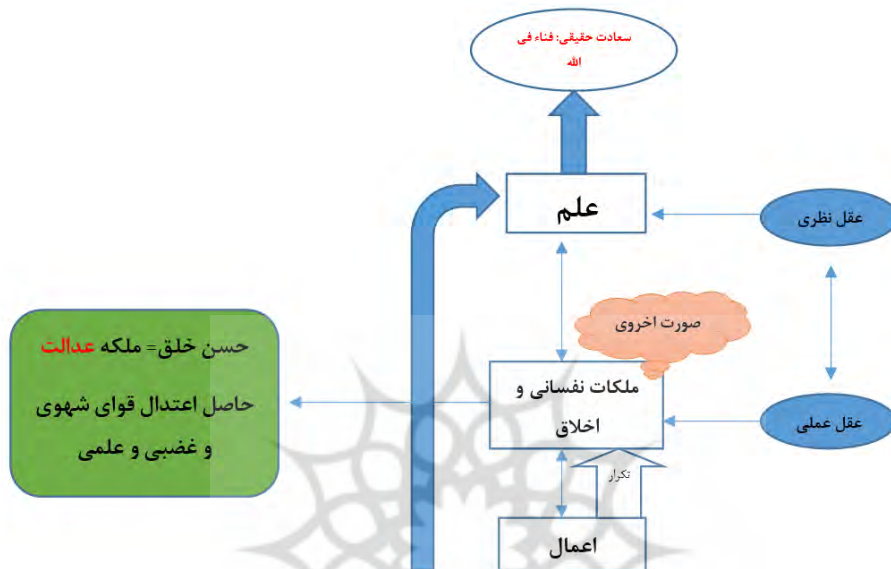 سعادت حقیقی: فناء فی
الله
علم
عقل نظری
صورت اخروی
حسن خلق= ملکه عدالت
حاصل اعتدال قوای شهوی
و غضبی و علمی
ملکات نفسانی و
اخلاق
عقل عملی
تکرار
اعمال